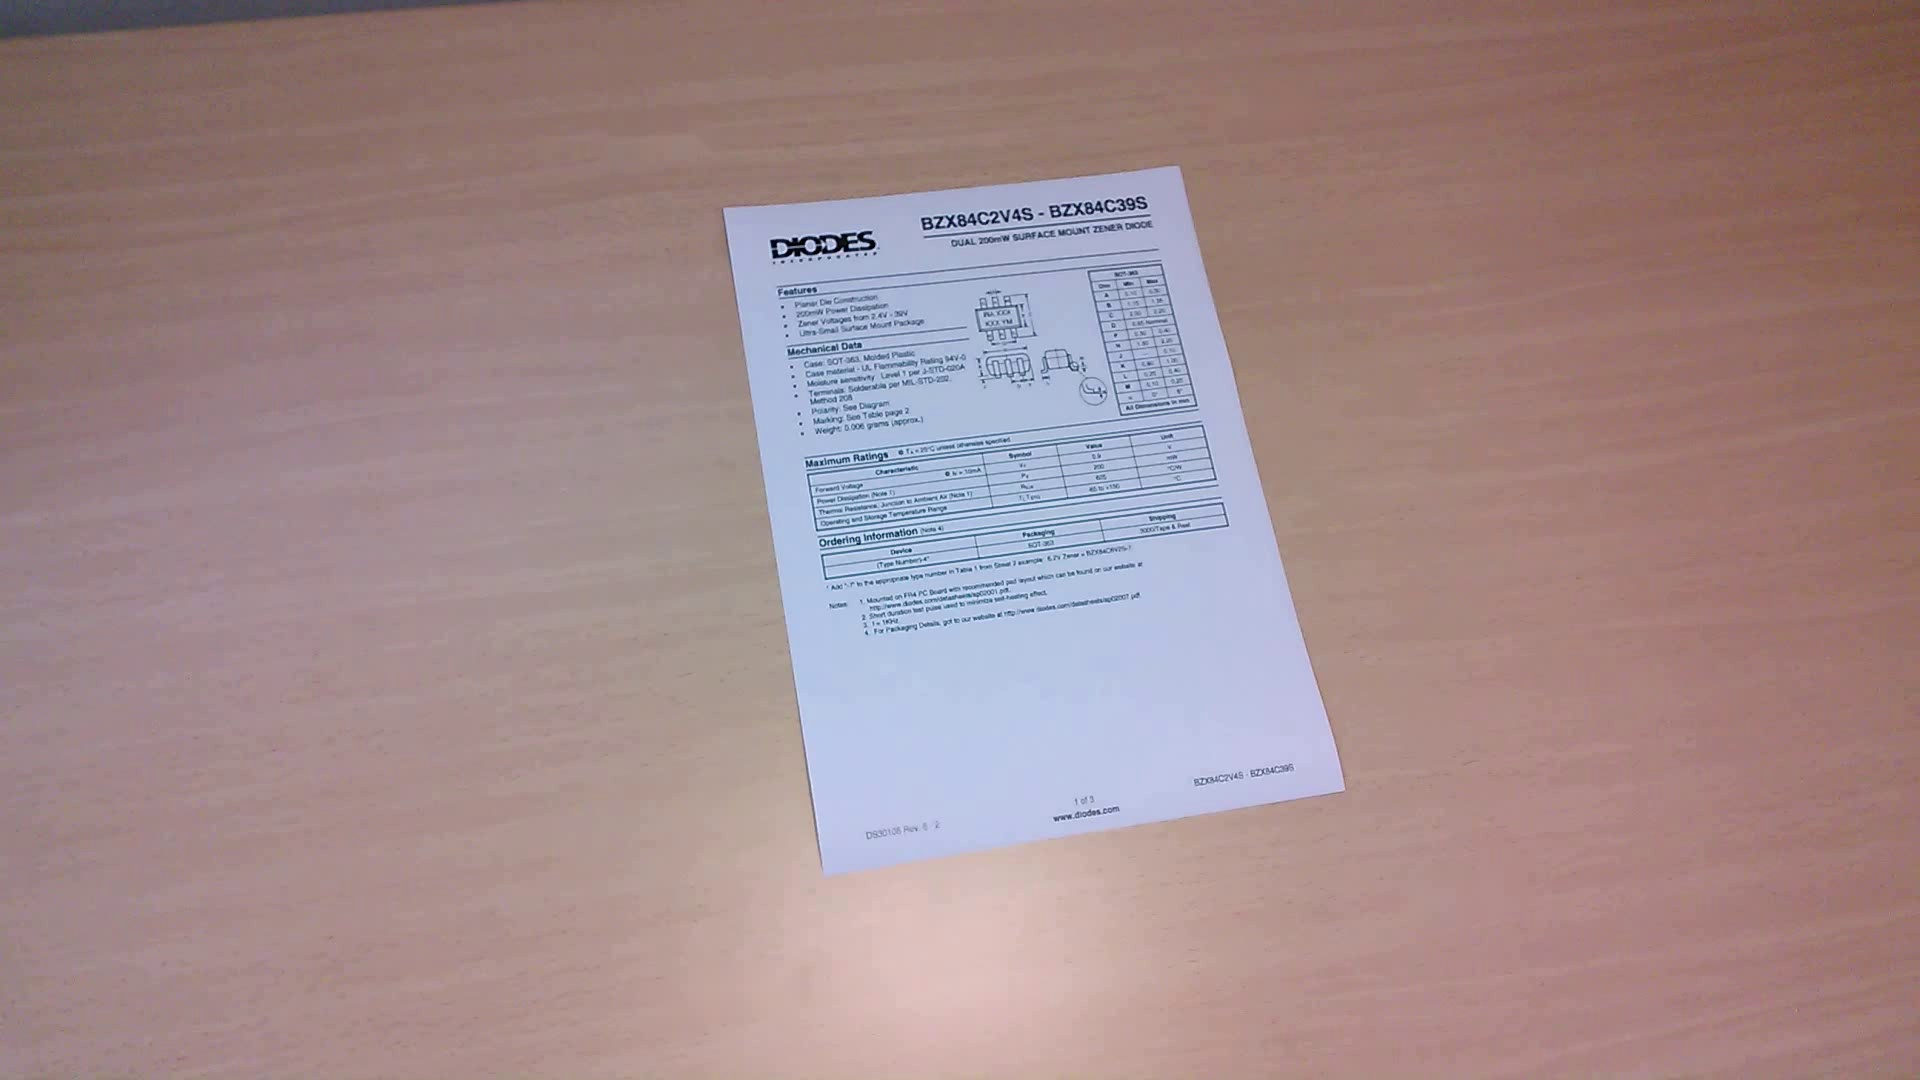 DIODES
INCORPORATED
BZX84C2V4S - BZX84C39S
DUAL 200mW SURFACE MOUNT ZENER DIODE
Features
• Planar Die Construction
• 200mW Power Dissipation
• Zener Voltages from 2.4V - 39V
• Ultra-Small Surface Mount Package
Mechanical Data
• Case: SOT-363, Molded Plastic
• Case material - UL Flammability Rating 94V-0
• Moisture sensitivity: Level 1 per J-STD-020A
• Terminals: Solderable per MIL-STD-202,
Method 208
• Polarity: See Diagram
• Marking: See Table page 2
• Weight: 0.006 grams (approx.)
SOT-363
Dim Min Max
A 0.10 0.30
B 1.15 1.35
C 2.00 2.20
D 0.65 Nominal
F 0.30 0.40
H 1.80 2.20
J — 0.10
K 0.90 1.00
L 0.25 0.40
M 0.10 0.25
α 0° 8°
All Dimensions in mm
Maximum Ratings @ TA = 25°C unless otherwise specified
Characteristic Symbol Value Unit
Forward Voltage @ IF = 10mA VF 0.9 V
Power Dissipation (Note 1) Pd 200 mW
Thermal Resistance, Junction to Ambient Air (Note 1) RθJA 625 °C/W
Operating and Storage Temperature Range Tj, TSTG -65 to +150 °C
Ordering Information (Note 4)
Device Packaging Shipping
(Type Number)-7* SOT-363 3000/Tape & Reel
* Add "-7" to the appropriate type number in Table 1 from Sheet 2 example: 6.2V Zener = BZX84C6V2S-7.
Notes: 1. Mounted on FR4 PC Board with recommended pad layout which can be found on our website at
http://www.diodes.com/datasheets/ap02001.pdf.
2. Short duration test pulse used to minimize self-heating effect.
3. f = 1KHz.
4. For Packaging Details, got to our website at http://www.diodes.com/datasheets/ap02007.pdf.
DS30108 Rev. 6 - 2
1 of 3
www.diodes.com
BZX84C2V4S - BZX84C39S